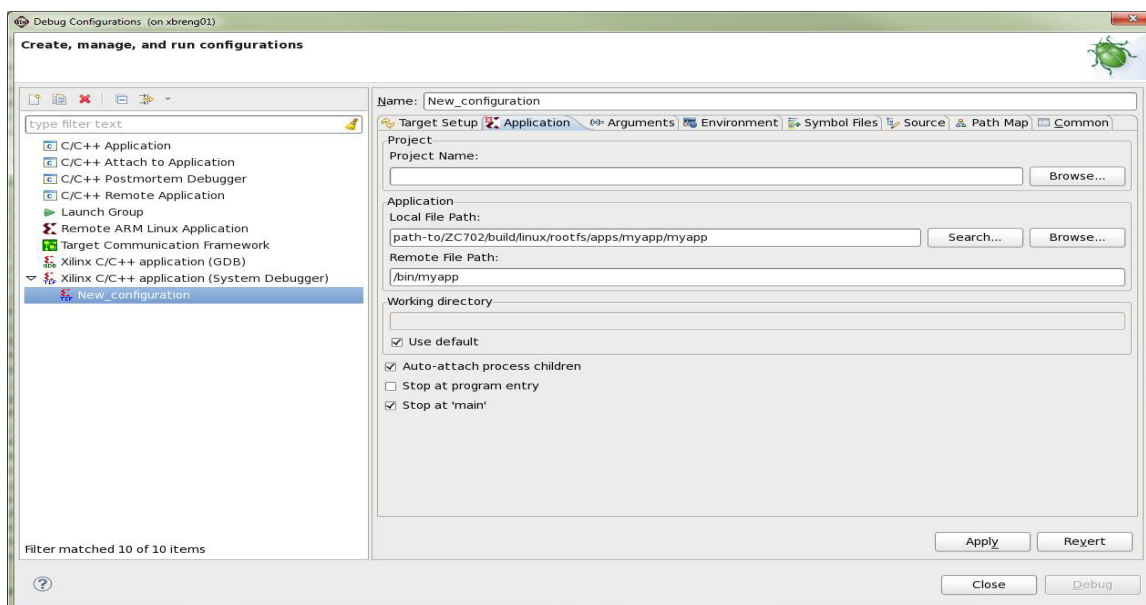 Debug Configurations (on xbreng01)
Create, manage, and run configurations
type filter text
C/C++ Application
C/C++ Attach to Application
C/C++ Postmortem Debugger
C/C++ Remote Application
Launch Group
Remote ARM Linux Application
Target Communication Framework
Xilinx C/C++ application (GDB)
Xilinx C/C++ application (System Debugger)
New_configuration
Filter matched 10 of 10 items
Name: New_configuration
Target Setup Application Arguments Environment Symbol Files Source Path Map Common
Project
Project Name:
Browse...
Application
Local File Path:
path-to/ZC702/build/linux/rootfs/apps/myapp/myapp Search... Browse...
Remote File Path:
/bin/myapp
Working directory
Use default
Auto-attach process children
Stop at program entry
Stop at 'main'
Apply Revert
Close Debug